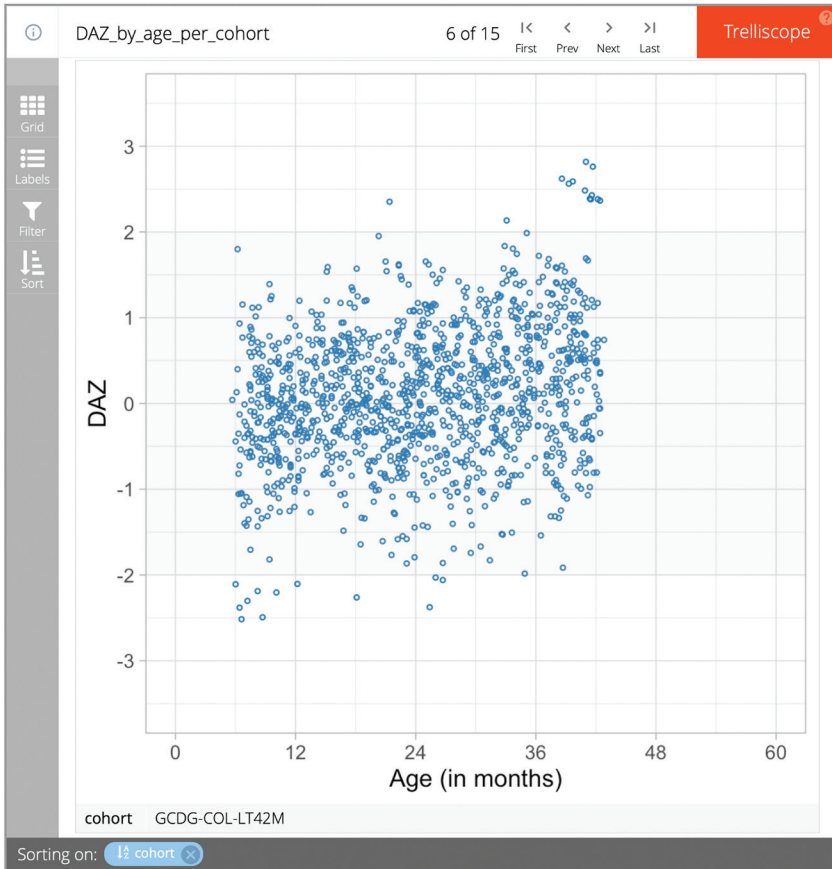 DAZ_by_age_per_cohort
6 of 15
First Prev Next Last
Trelliscope
?
Grid
Labels
Filter
Sort
3
2
1
0
-1
-2
-3
DAZ
0 12 24 36 48 60
Age (in months)
cohort GCDG-COL-LT42M
Sorting on: cohort